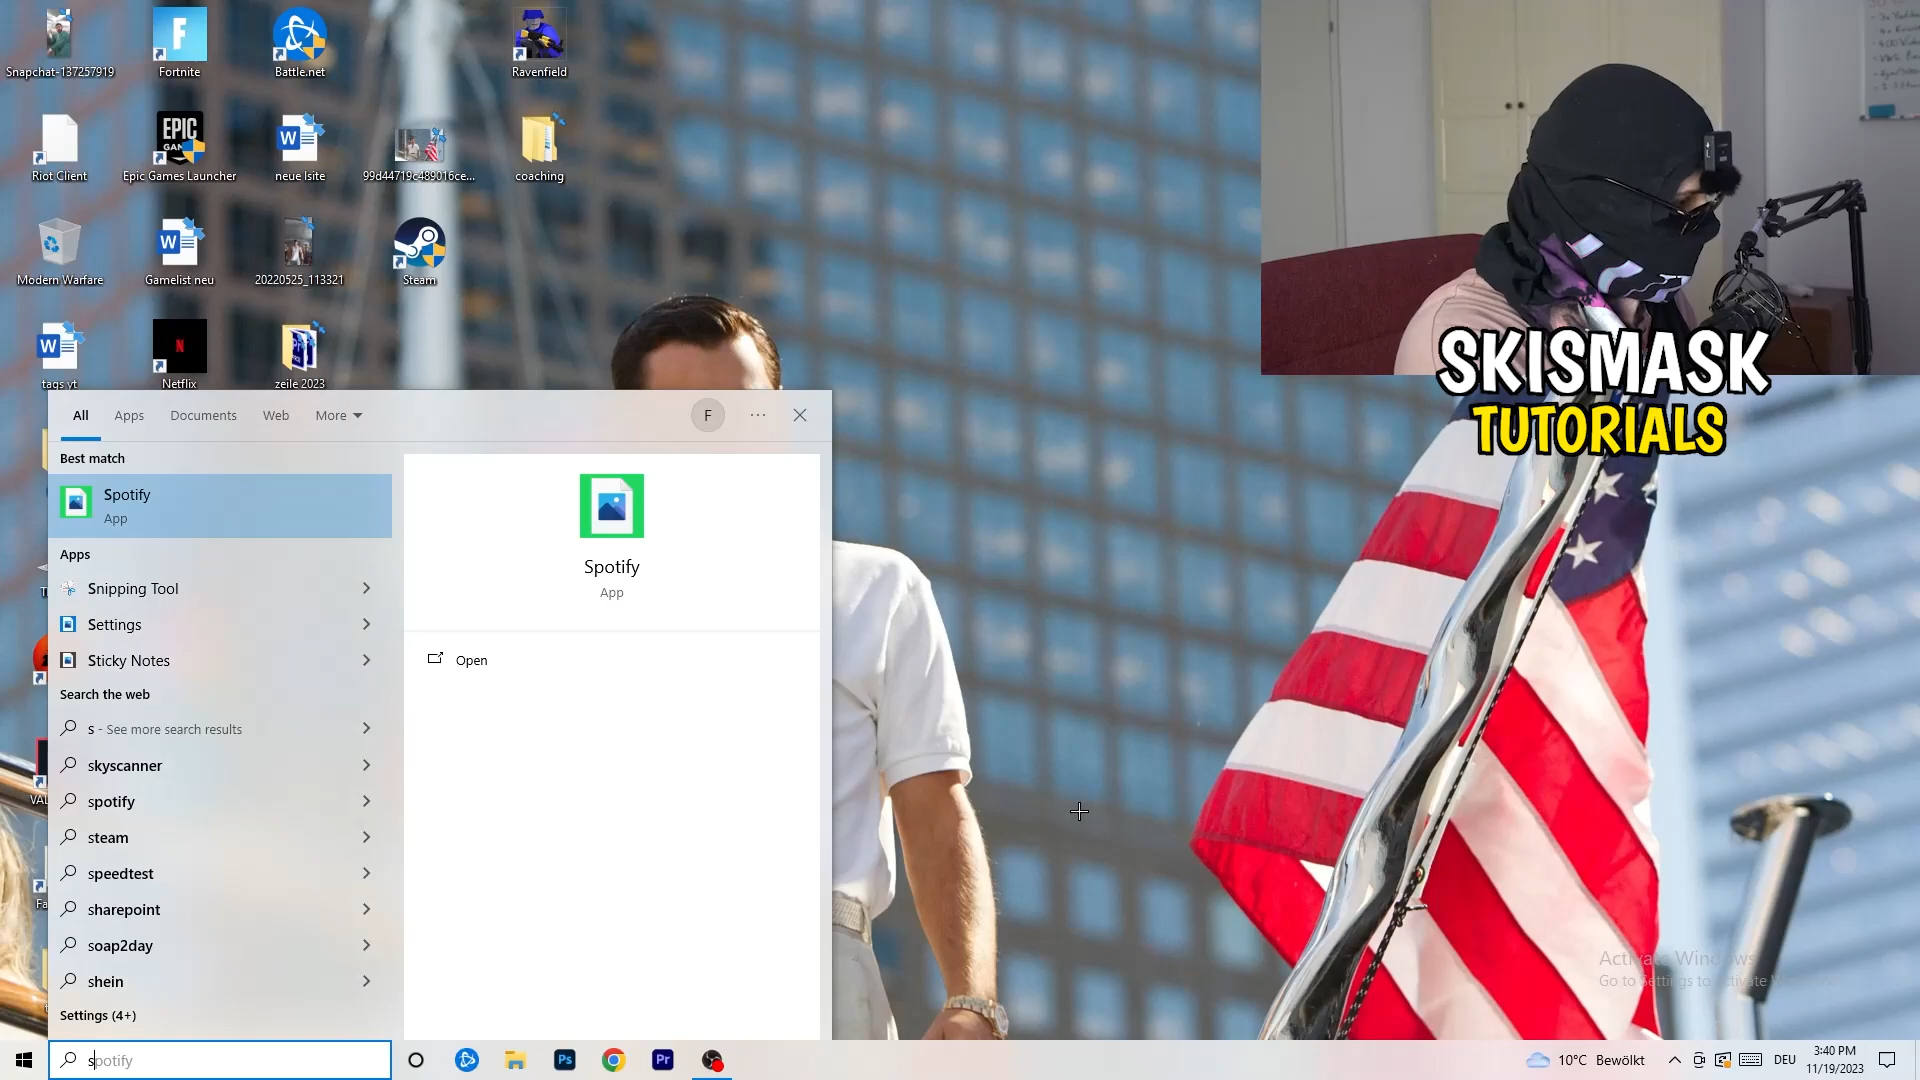 Snapchat-137257919
Fortnite
Battle.net
Ravenfield
Riot Client
EPIC
Epic Games Launcher
neue lsite
99d44719c489016ce...
coaching
Modern Warfare
Gamelist neu
20220525_113321
Steam
tags yt
Netflix
zeile 2023
SKISMASK
TUTORIALS
All
Apps
Documents
Web
More
F
Best match
Spotify
App
Apps
Snipping Tool
Settings
Sticky Notes
Search the web
s - See more search results
skyscanner
spotify
steam
speedtest
sharepoint
soap2day
shein
Settings (4+)
Spotify
App
Open
Activate Windows
Go to Settings to activate
spotify
Ps
Pr
10°C Bewölkt
DEU
3:40 PM
11/19/2023